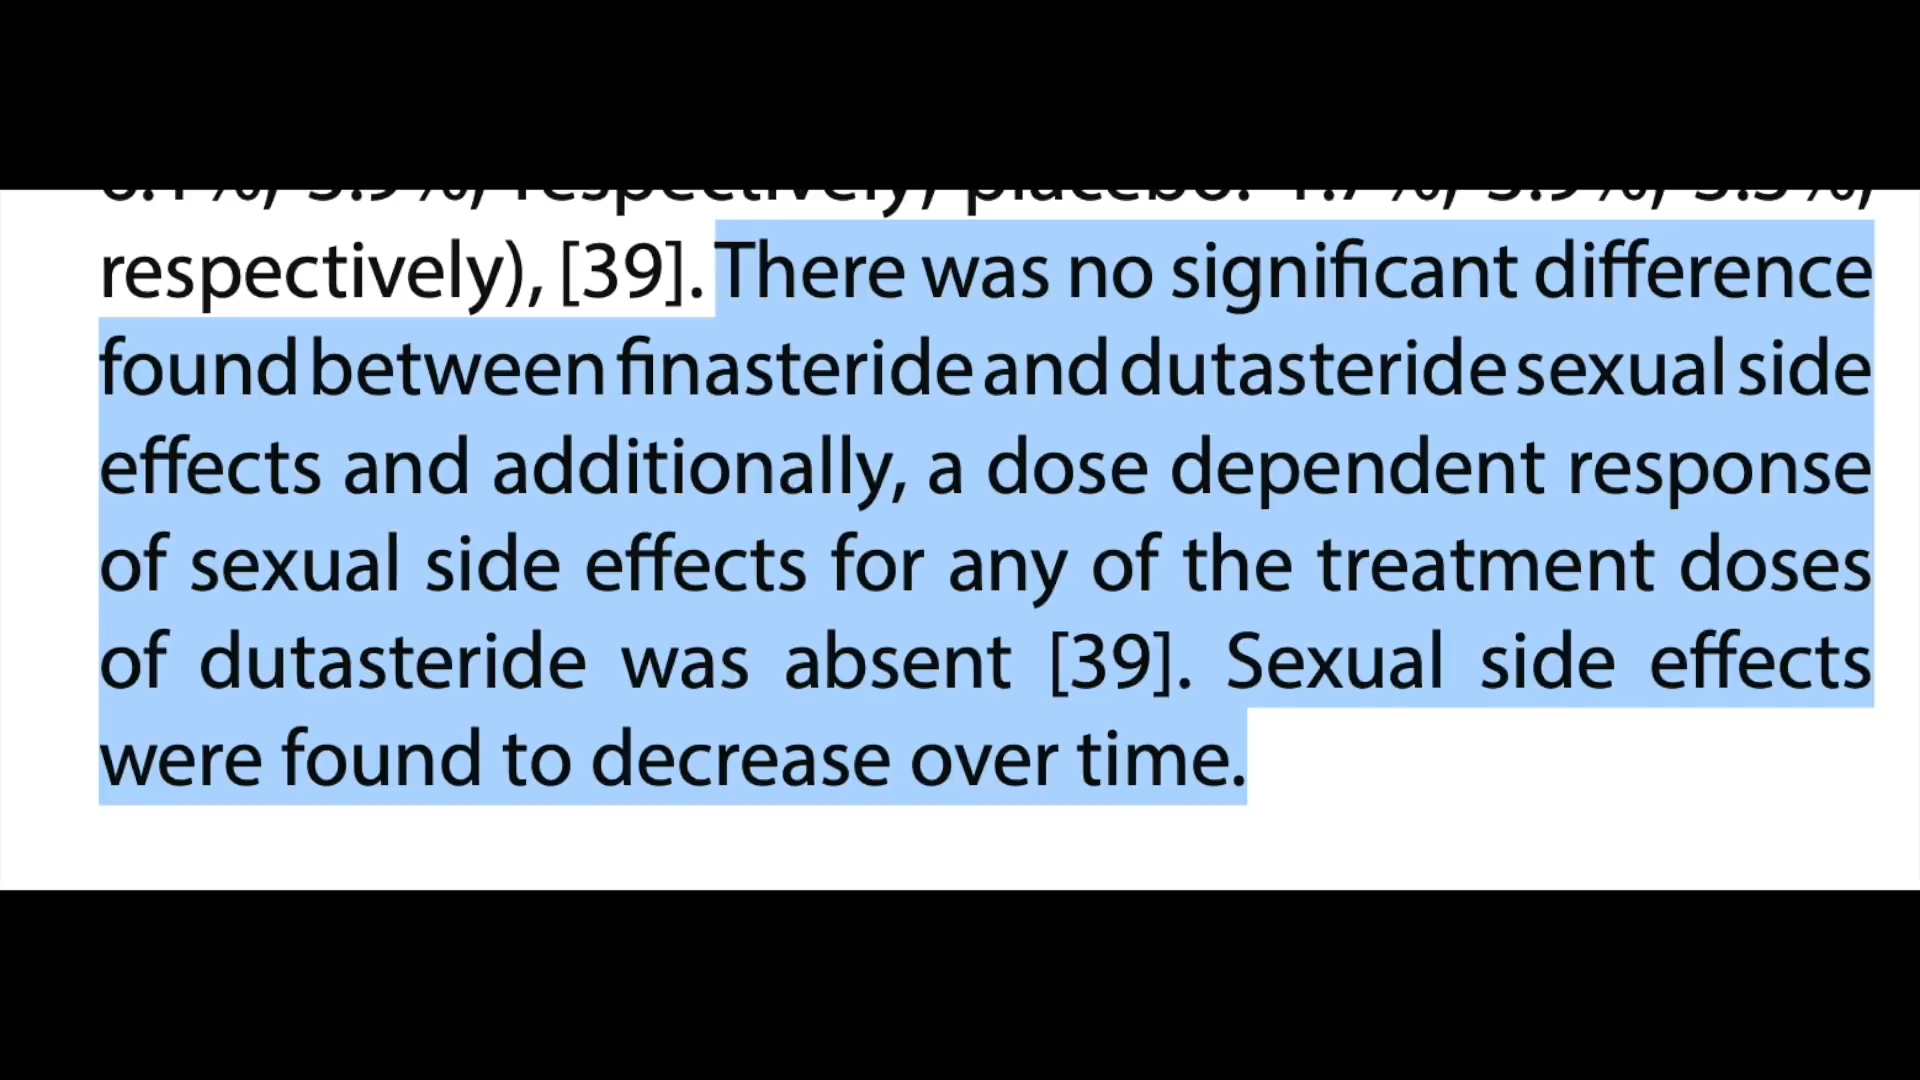 respectively), [39]. There was no significant difference
found between finasteride and dutasteride sexual side
effects and additionally, a dose dependent response
of sexual side effects for any of the treatment doses
of dutasteride was absent [39]. Sexual side effects
were found to decrease over time.